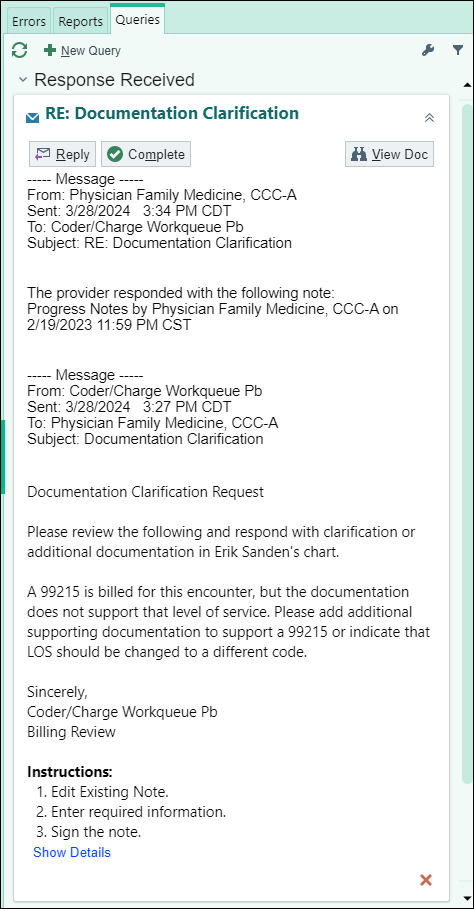 Errors Reports Queries
New Query
Response Received
RE: Documentation Clarification
Reply Complete View Doc
----- Message -----
From: Physician Family Medicine, CCC-A
Sent: 3/28/2024   3:34 PM CDT
To: Coder/Charge Workqueue Pb
Subject: RE: Documentation Clarification
The provider responded with the following note:
Progress Notes by Physician Family Medicine, CCC-A on
2/19/2023 11:59 PM CST
----- Message -----
From: Coder/Charge Workqueue Pb
Sent: 3/28/2024   3:27 PM CDT
To: Physician Family Medicine, CCC-A
Subject: Documentation Clarification
Documentation Clarification Request
Please review the following and respond with clarification or
additional documentation in Erik Sanden's chart.
A 99215 is billed for this encounter, but the documentation
does not support that level of service. Please add additional
supporting documentation to support a 99215 or indicate that
LOS should be changed to a different code.
Sincerely,
Coder/Charge Workqueue Pb
Billing Review
Instructions:
1. Edit Existing Note.
2. Enter required information.
3. Sign the note.
Show Details